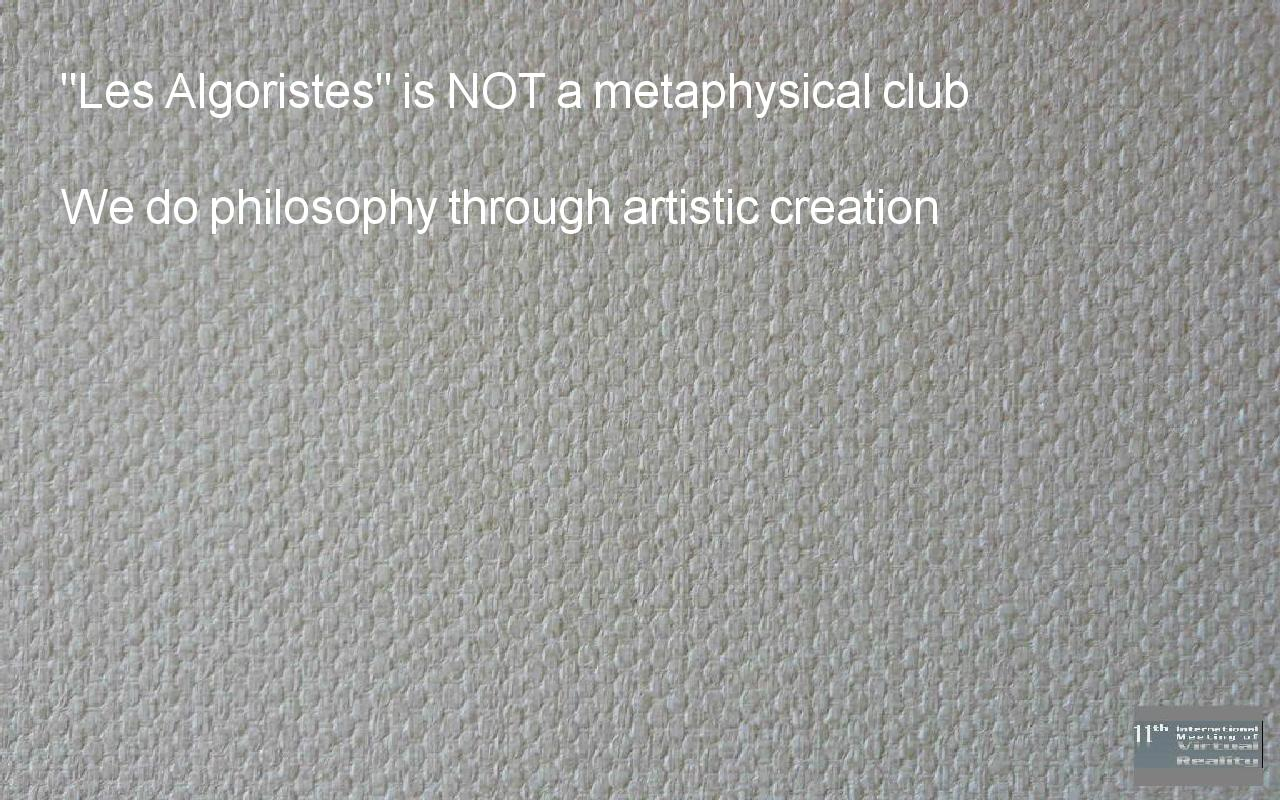 "Les Algoristes" is NOT a metaphysical club
We do philosophy through artistic creation
11th International
Meeting of
Virtual
Reality